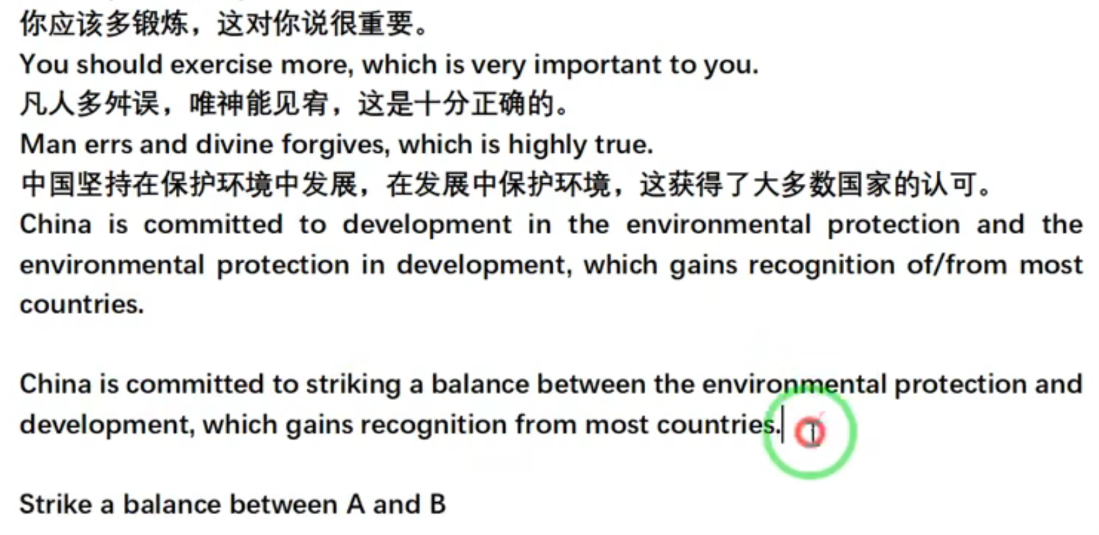 你应该多锻炼，这对你说很重要。
You should exercise more, which is very important to you.
凡人多舛误，唯神能见宥，这是十分正确的。
Man errs and divine forgives, which is highly true.
中国坚持在保护环境中发展，在发展中保护环境，这获得了大多数国家的认可。
China is committed to development in the environmental protection and the
environmental protection in development, which gains recognition of/from most
countries.
China is committed to striking a balance between the environmental protection and
development, which gains recognition from most countries.
Strike a balance between A and B